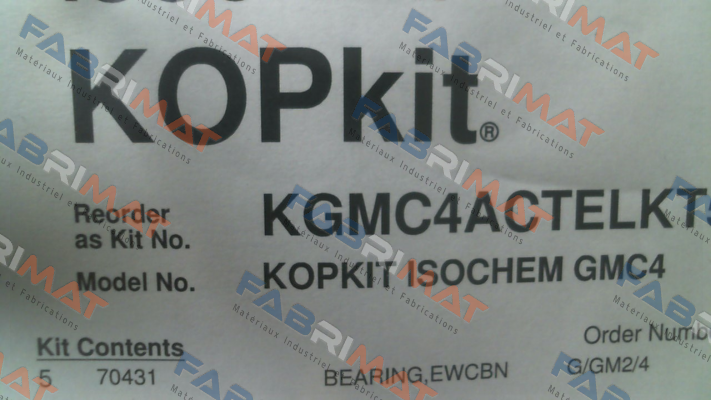 KOPkit®
Reorder
as Kit No. KGMC4ACTELKT
Model No. KOPKIT ISOCHEM GMC4
Order Numb
Kit Contents
5 70431 BEARING,EWCBN G/GM2/4
FABRIMAT
Materiaux Industriel et Fabrications